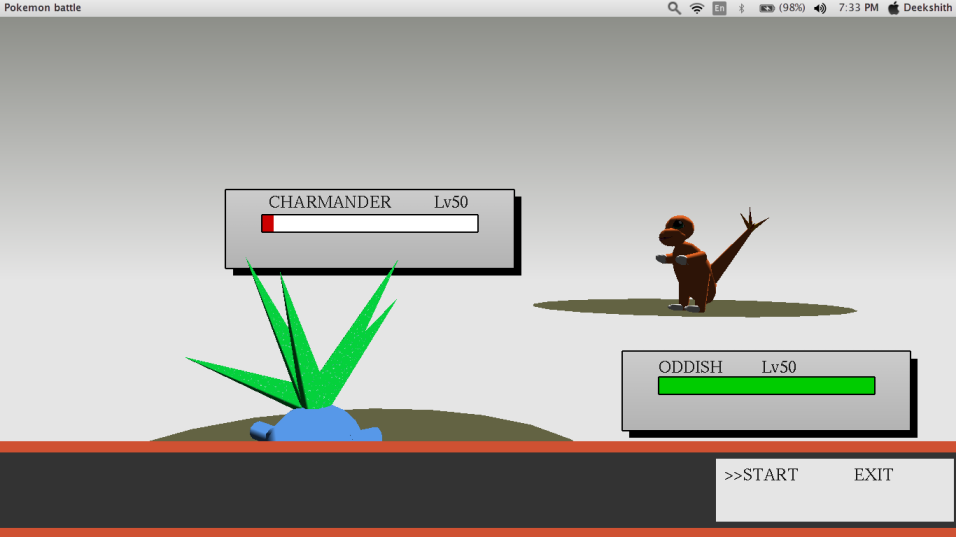 Pokemon battle En (98%) 7:33 PM Deekshith
CHARMANDER Lv50
ODDISH Lv50
>>START EXIT